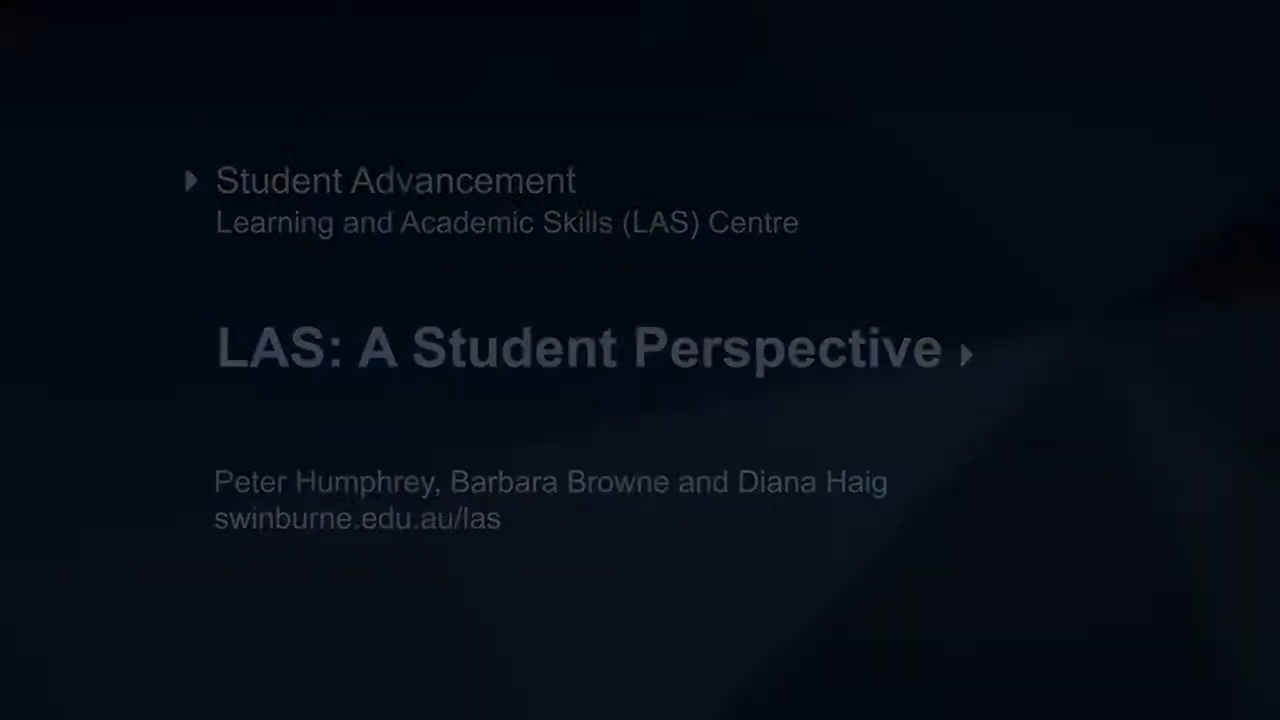 Student Advancement
Learning and Academic Skills (LAS) Centre
LAS: A Student Perspective
Peter Humphrey, Barbara Browne and Diana Haig
swinburne.edu.au/las